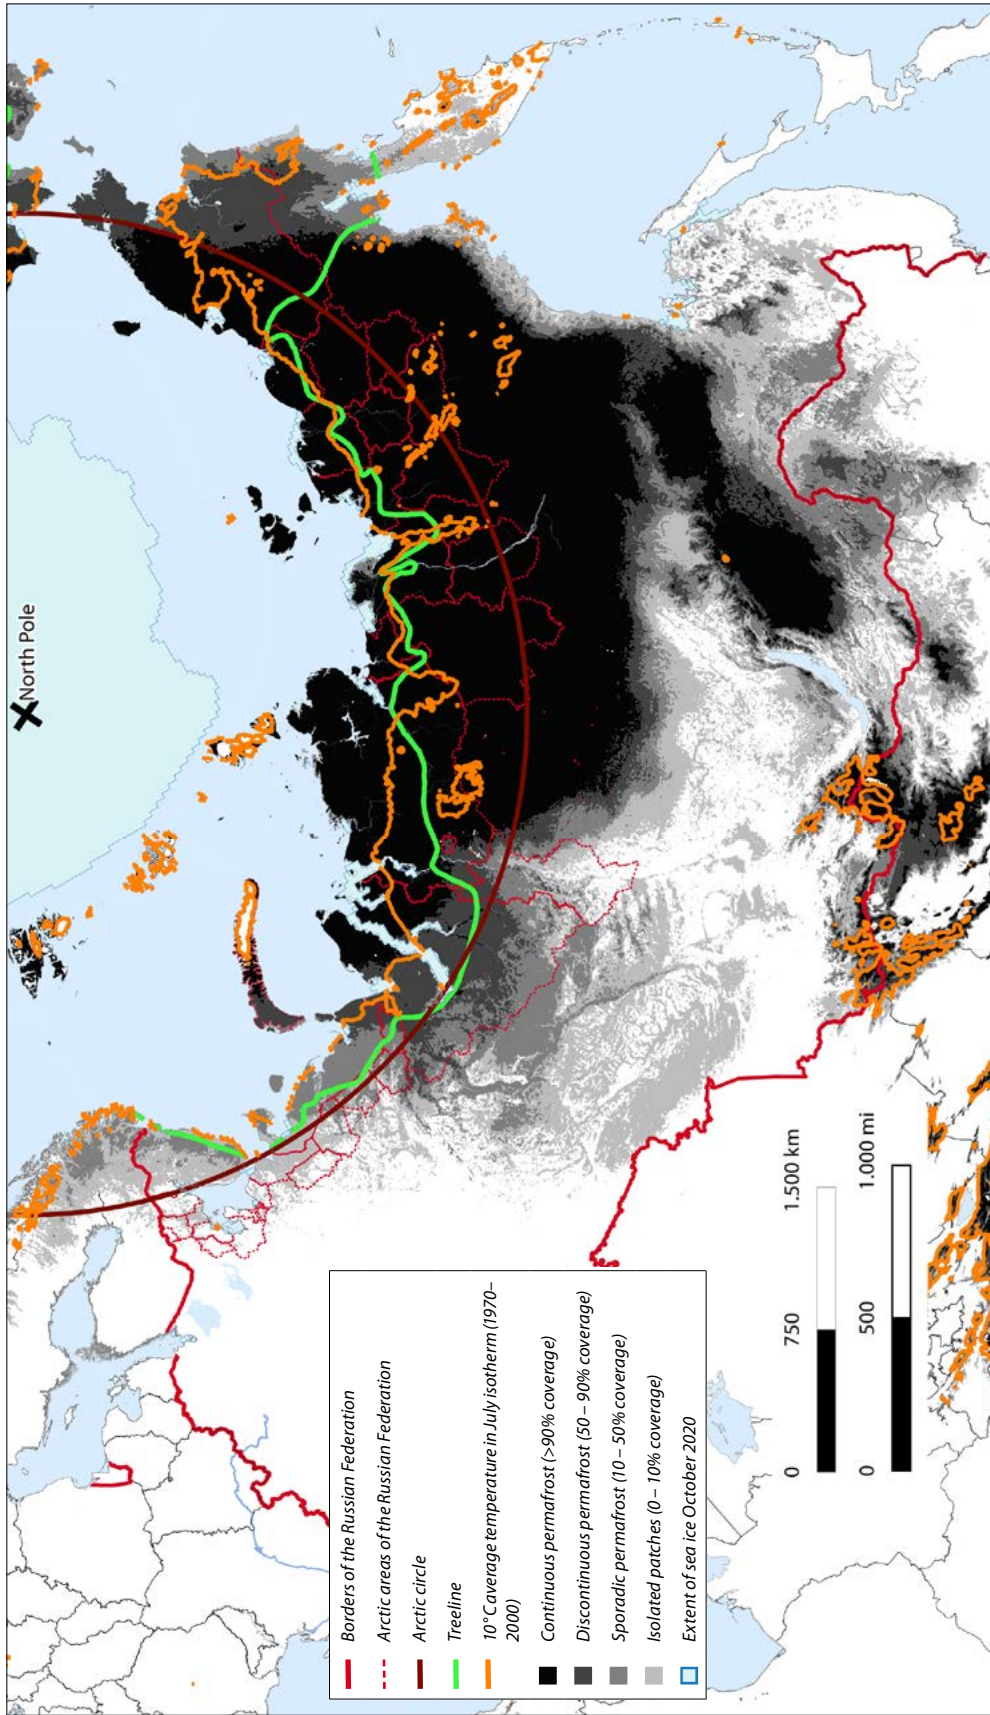 North Pole
Borders of the Russian Federation
Arctic areas of the Russian Federation
Arctic circle
Treeline
10° C average temperature in July isotherm (1970–
2000)
Continuous permafrost (>90% coverage)
Discontinuous permafrost (50 – 90% coverage)
Sporadic permafrost (10 – 50% coverage)
Isolated patches (0 – 10% coverage)
Extent of sea ice October 2020
0 750 1.500 km
0 500 1.000 mi